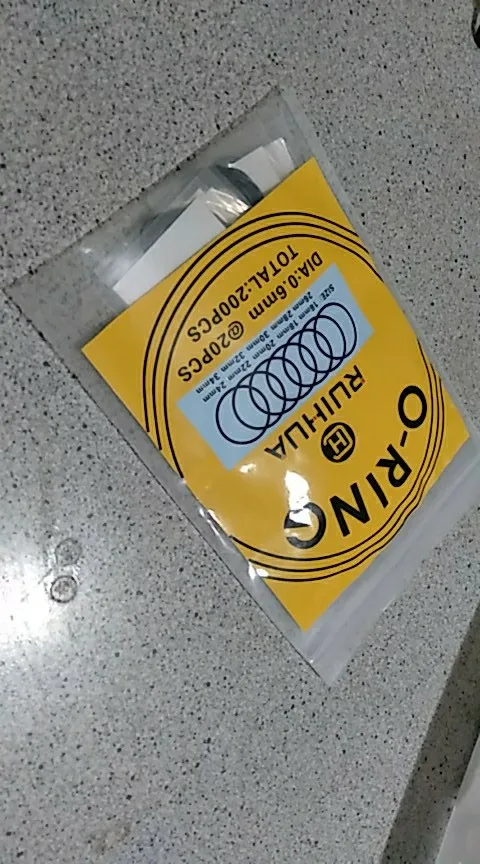 O-RING
RUIHUA
SIZE: 16mm 18mm 20mm 22mm 24mm
26mm 28mm 30mm 32mm 34mm
DIA:0.6mm @20PCS
TOTAL:200PCS